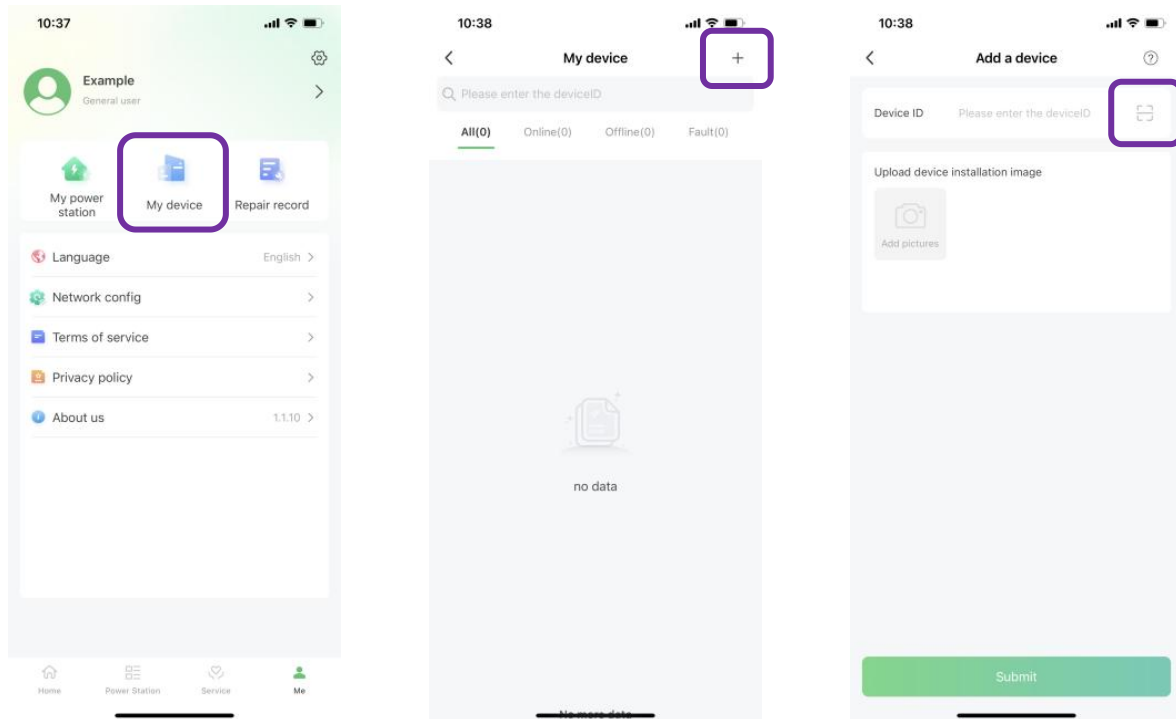 10:37
Example
General user
My power
station
My device
Repair record
Language
English
Network config
Terms of service
Privacy policy
About us
1.1.10
Home
Power Station
Service
Me
10:38
My device
Please enter the deviceID
All(0)
Online(0)
Offline(0)
Fault(0)
no data
No more data
10:38
Add a device
Device ID
Please enter the deviceID
Upload device installation image
Add pictures
Submit